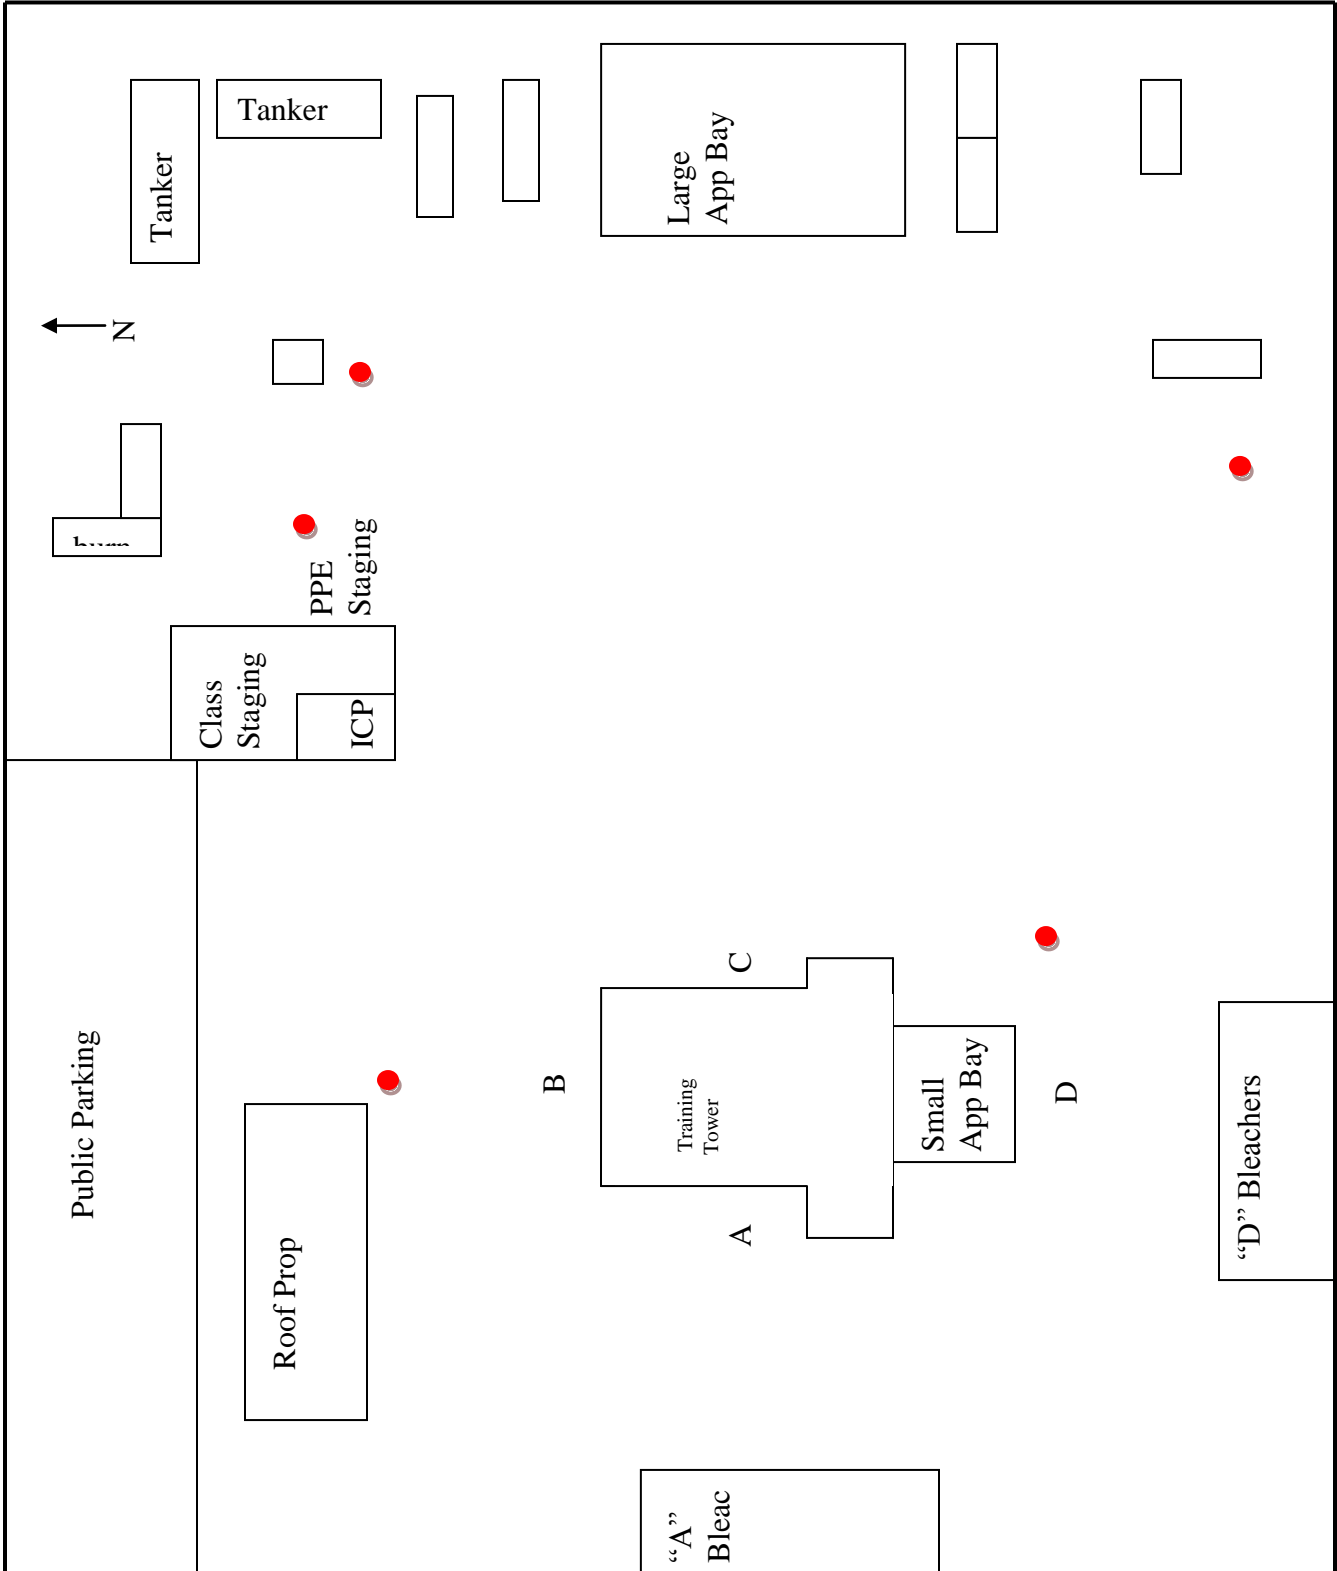 Tanker
Tanker
Large
App Bay
N
burn
PPE
Staging
Class
Staging
ICP
Public Parking
C
B
Training
Tower
Small
App Bay
D
A
“D” Bleachers
Roof Prop
“A”
Bleac